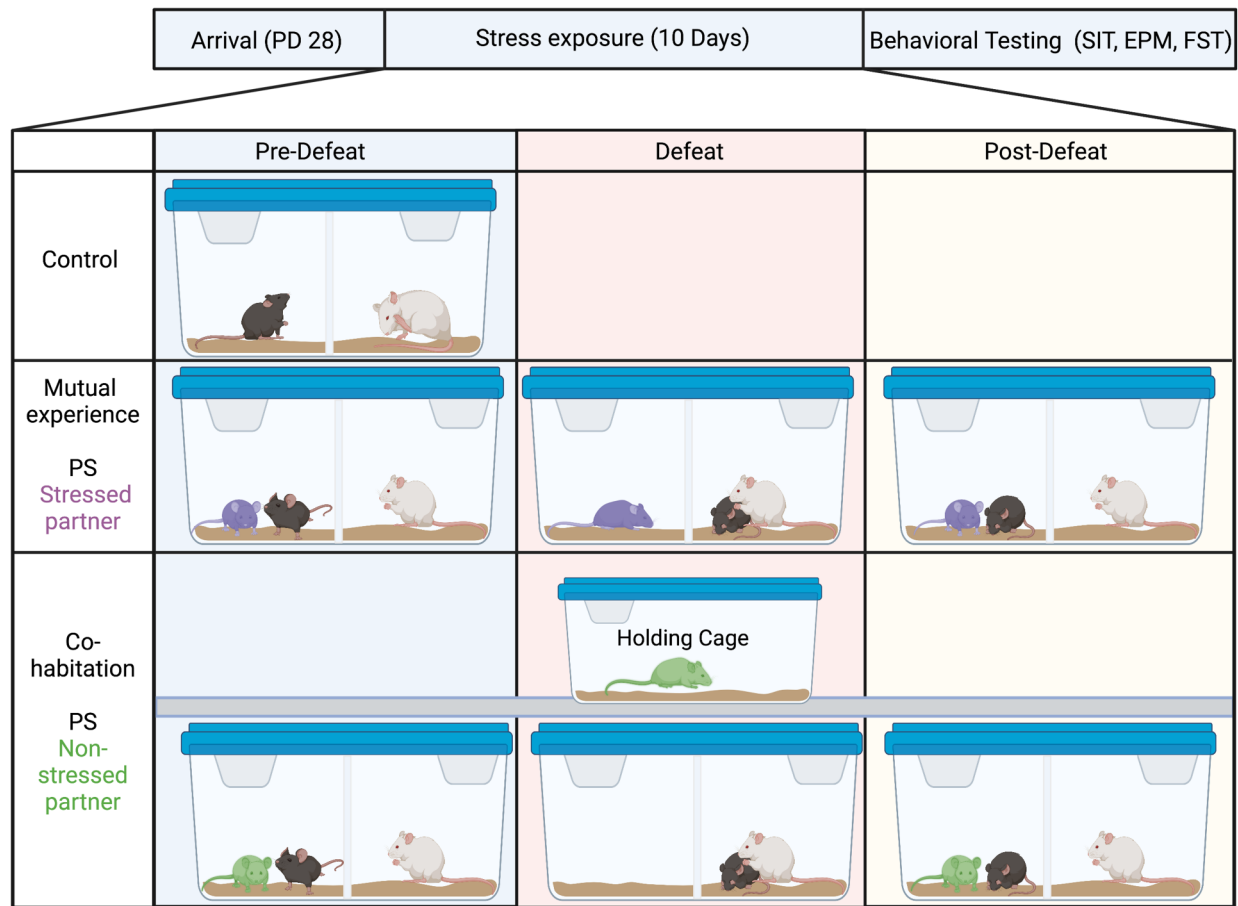 Arrival (PD 28)
Stress exposure (10 Days)
Behavioral Testing (SIT, EPM, FST)
Pre-Defeat
Defeat
Post-Defeat
Control
Mutual
experience
PS
Stressed
partner
Co-
habitation
PS
Non-
stressed
partner
Holding Cage